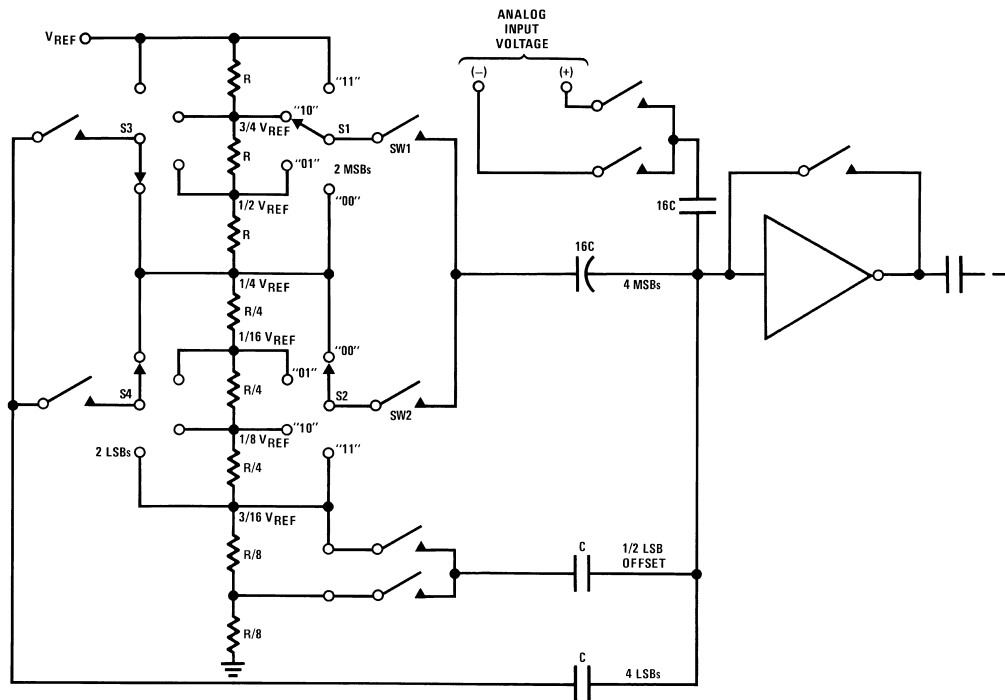 ANALOG
INPUT
VOLTAGE
(−) (+)
VREF
R
"11"
"10"
3/4 VREF
S3
S1
SW1
R
"01"
2 MSBs
1/2 VREF
"00"
16C
R
16C
1/4 VREF
4 MSBs
R/4
1/16 VREF
"00"
"01"
S4
R/4
S2
SW2
"10"
1/8 VREF
2 LSBs
"11"
R/4
3/16 VREF
R/8
C
1/2 LSB
OFFSET
R/8
C
4 LSBs